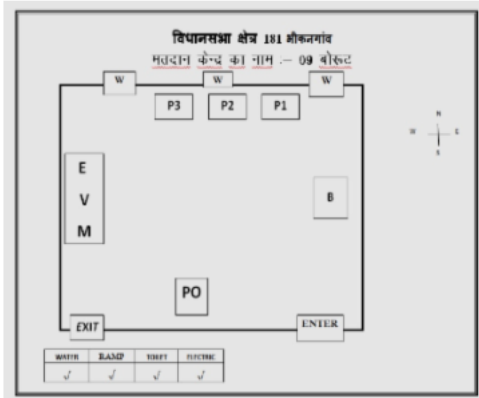 विधानसभा क्षेत्र 181 भीकनगांव
मतदान केन्द का नाम :- 09 बोरूट
W W W
P3 P2 P1
N
W E
S
E
V
M
B
PO
EXIT ENTER
WATER RAMP TOILET ELECTRIC
√ √ √ √